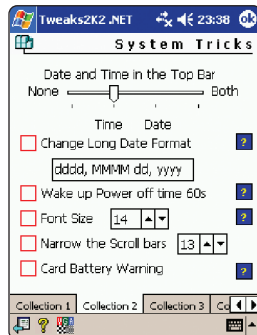 Tweaks2K2 .NET 23:38 ok
System Tricks
Date and Time in the Top Bar
None Both
Time Date
Change Long Date Format ?
dddd, MMMM dd, yyyy
Wake up Power off time 60s ?
Font Size 14 ?
Narrow the Scroll bars 13 ?
Card Battery Warning ?
Collection 1 Collection 2 Collection 3 Co
?